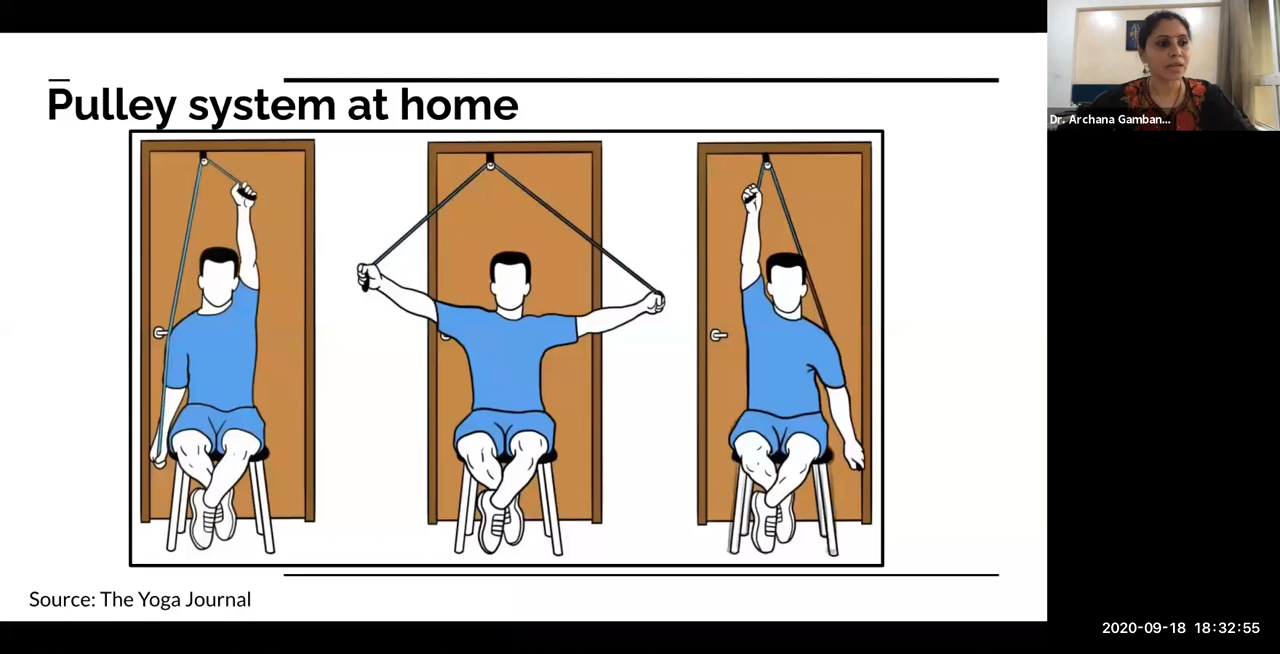 Pulley system at home
Dr. Archana Gamban...
Source: The Yoga Journal
2020-09-18 18:32:55